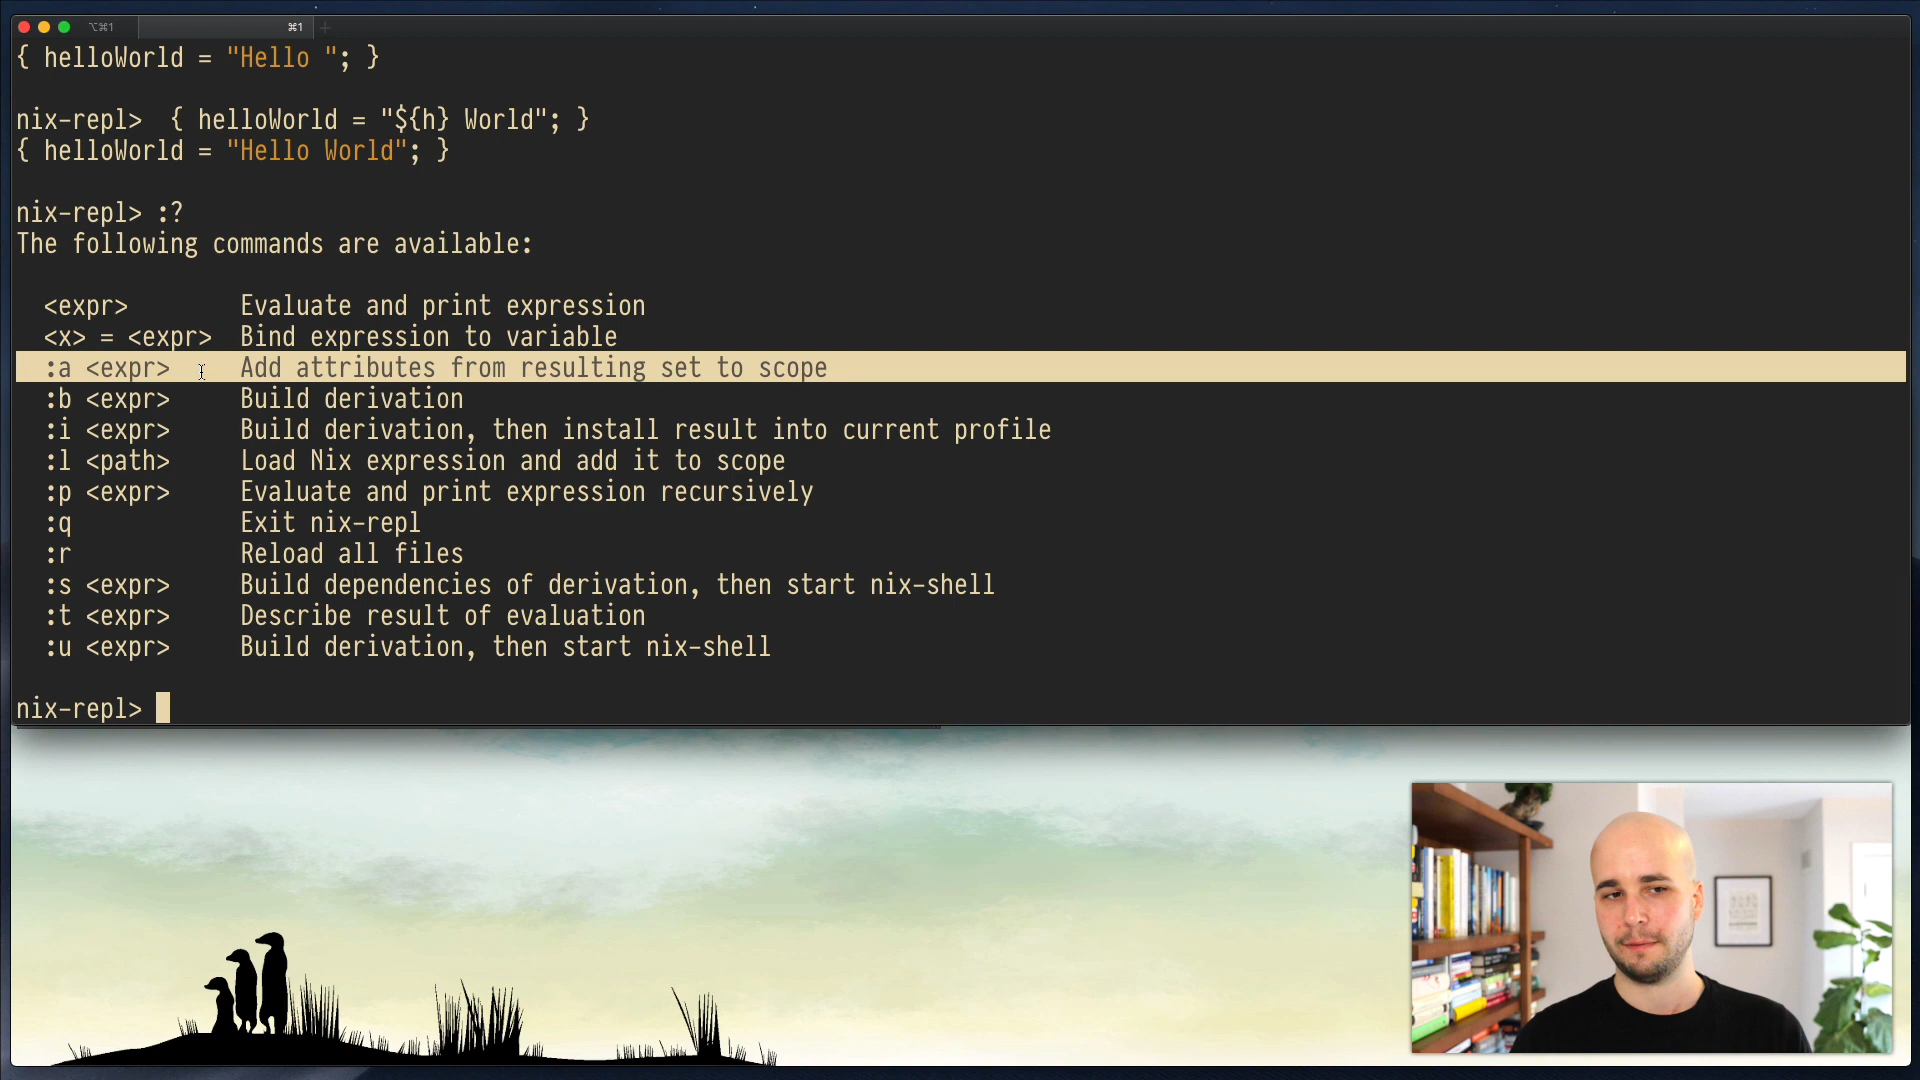 ⌥⌘1 ⌘1 +
{ helloWorld = "Hello "; }
nix-repl>  { helloWorld = "${h} World"; }
{ helloWorld = "Hello World"; }
nix-repl> :?
The following commands are available:
<expr> Evaluate and print expression
<x> = <expr> Bind expression to variable
:a <expr> Add attributes from resulting set to scope
:b <expr> Build derivation
:i <expr> Build derivation, then install result into current profile
:l <path> Load Nix expression and add it to scope
:p <expr> Evaluate and print expression recursively
:q Exit nix-repl
:r Reload all files
:s <expr> Build dependencies of derivation, then start nix-shell
:t <expr> Describe result of evaluation
:u <expr> Build derivation, then start nix-shell
nix-repl>